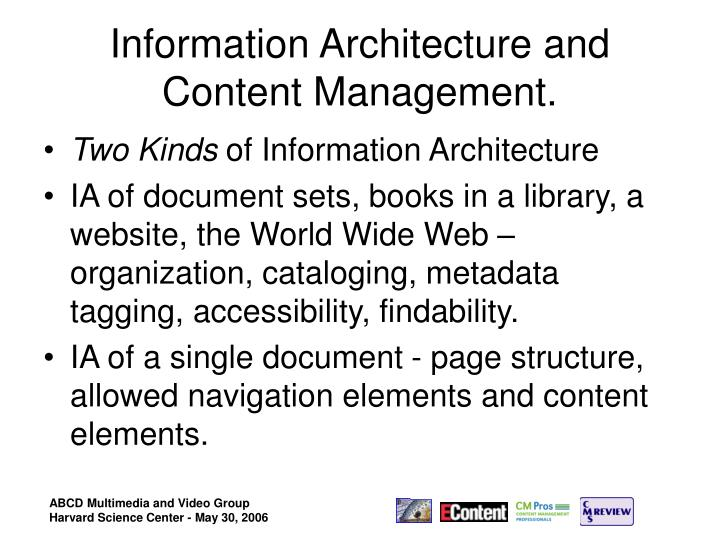 Information Architecture and
Content Management.
• Two Kinds of Information Architecture
• IA of document sets, books in a library, a
website, the World Wide Web –
organization, cataloging, metadata
tagging, accessibility, findability.
• IA of a single document - page structure,
allowed navigation elements and content
elements.
ABCD Multimedia and Video Group
Harvard Science Center - May 30, 2006
EContent
CM Pros
CONTENT MANAGEMENT
PROFESSIONALS
CMS REVIEW